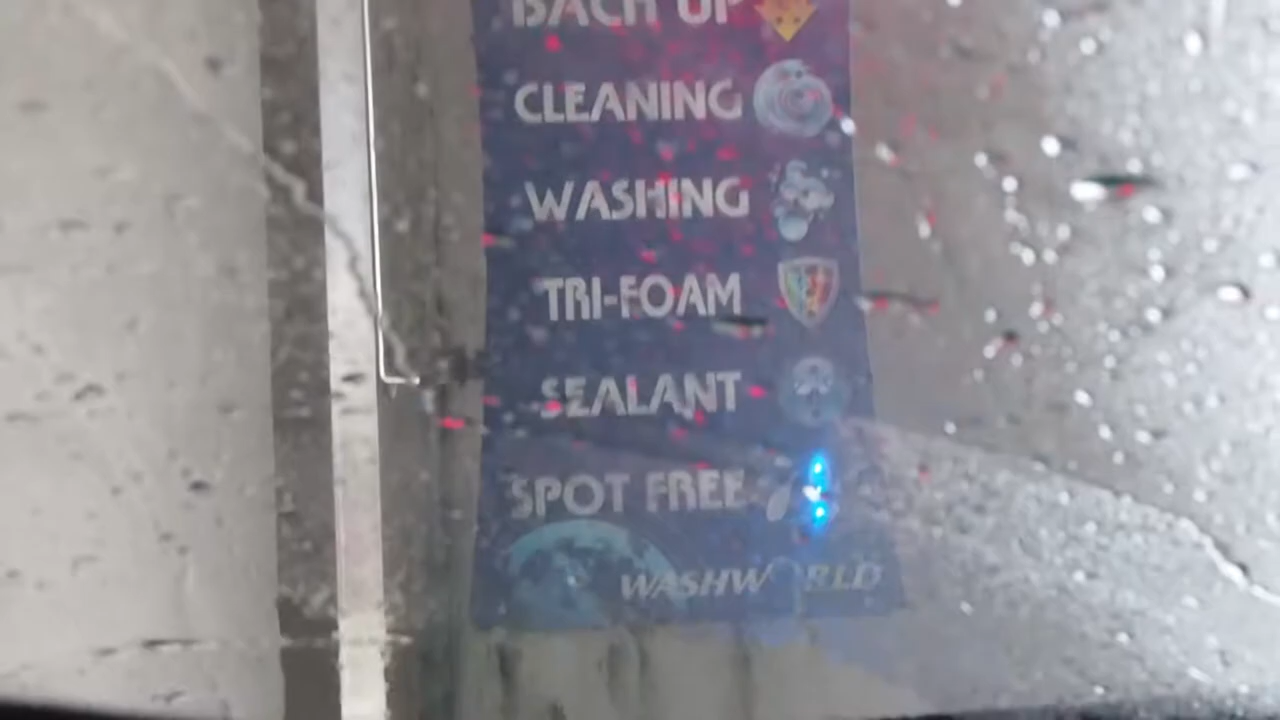 BACK UP
CLEANING
WASHING
TRI-FOAM
SEALANT
SPOT FREE
WASHWORLD